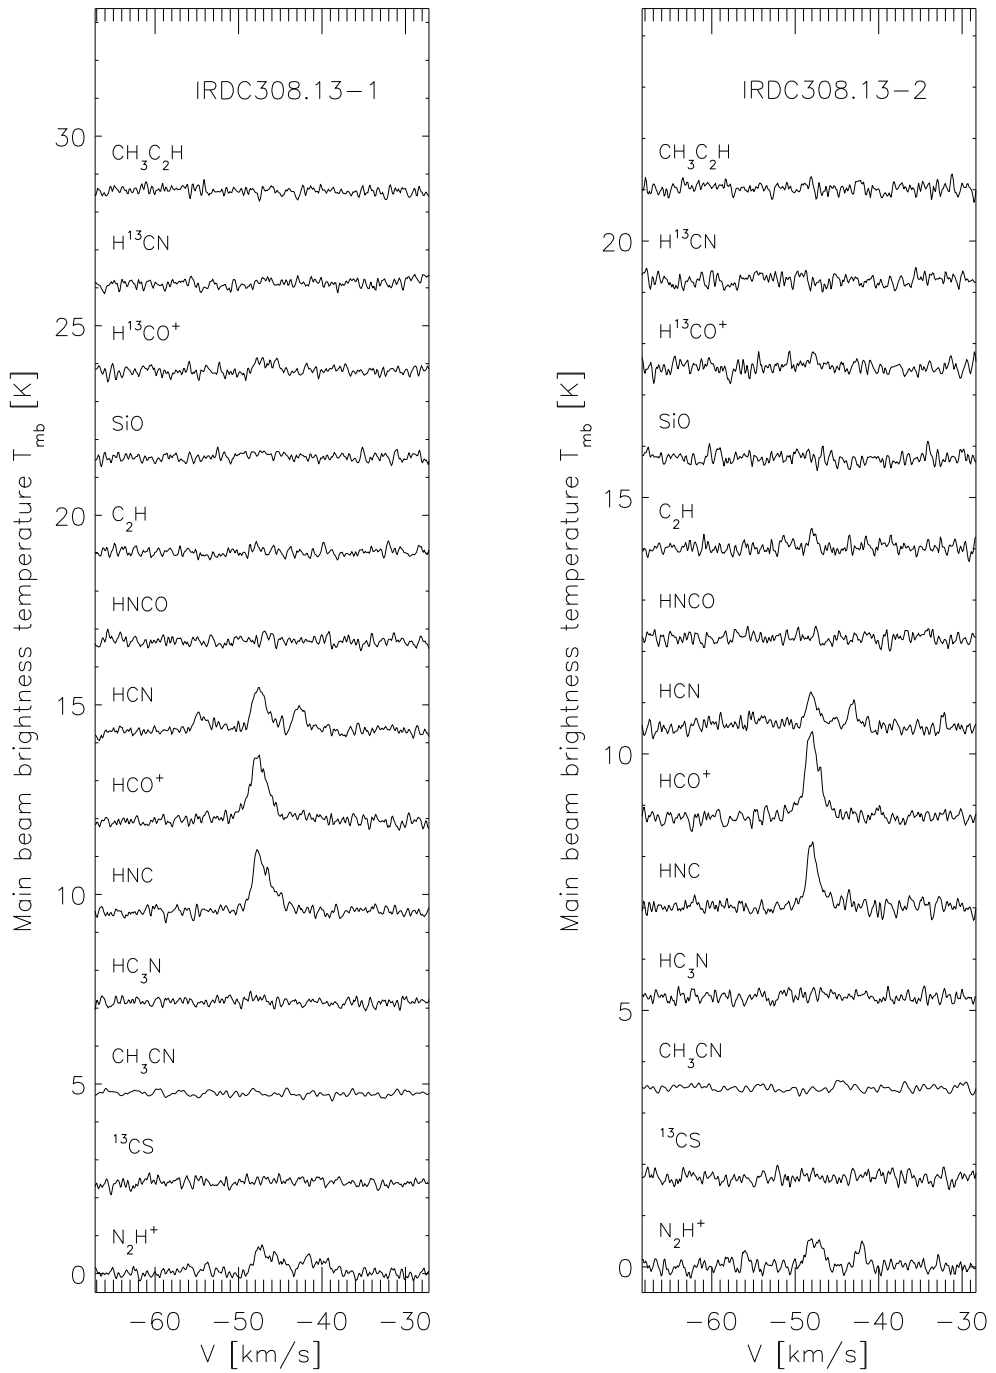 IRDC308.13−1
CH₃C₂H
H¹³CN
H¹³CO⁺
SiO
C₂H
HNCO
HCN
HCO⁺
HNC
HC₃N
CH₃CN
¹³CS
N₂H⁺
30
25
20
15
10
5
0
−60 −50 −40 −30
V [km/s]
Main beam brightness temperature Tmb [K]
IRDC308.13−2
CH₃C₂H
H¹³CN
H¹³CO⁺
SiO
C₂H
HNCO
HCN
HCO⁺
HNC
HC₃N
CH₃CN
¹³CS
N₂H⁺
20
15
10
5
0
−60 −50 −40 −30
V [km/s]
Main beam brightness temperature Tmb [K]